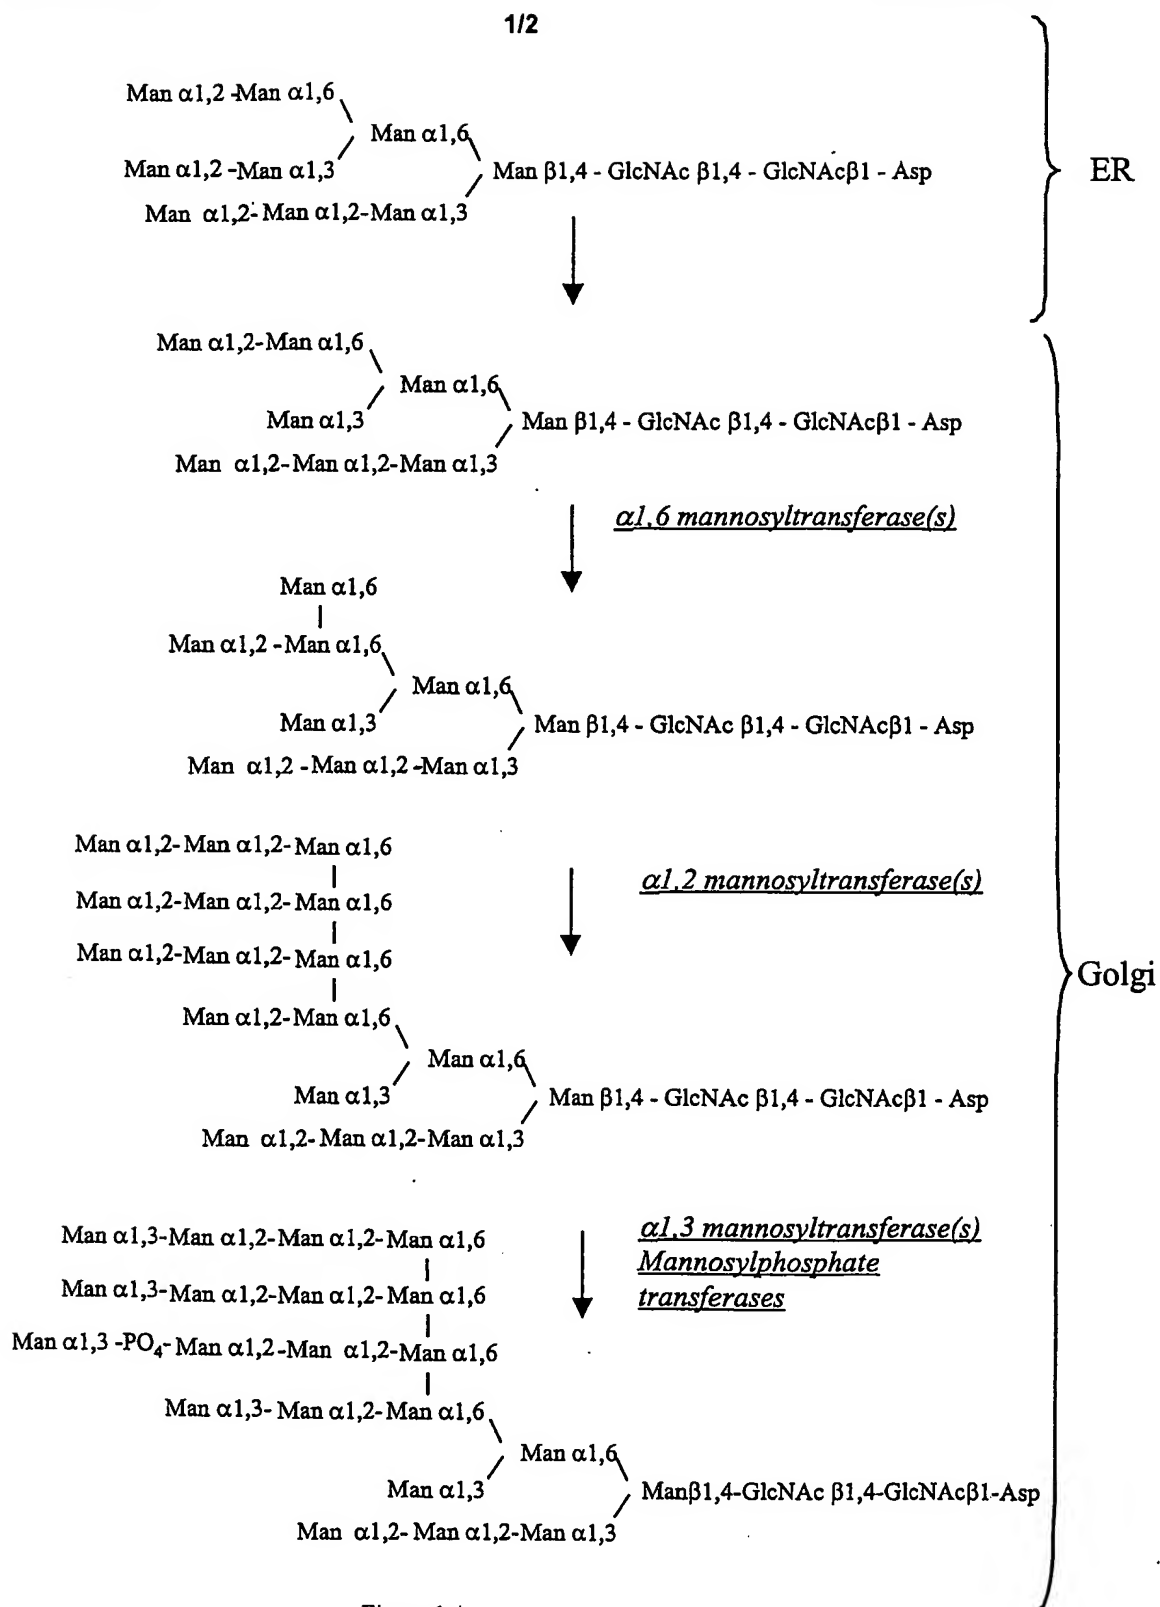 1/2
Man α1,2 -Man α1,6
Man α1,6
Man α1,2 -Man α1,3
Man β1,4 - GlcNAc β1,4 - GlcNAcβ1 - Asp
Man α1,2- Man α1,2-Man α1,3
ER
Man α1,2-Man α1,6
Man α1,6
Man α1,3
Man β1,4 - GlcNAc β1,4 - GlcNAcβ1 - Asp
Man α1,2-Man α1,2-Man α1,3
α1,6 mannosyltransferase(s)
Man α1,6
Man α1,2 -Man α1,6
Man α1,6
Man α1,3
Man β1,4 - GlcNAc β1,4 - GlcNAcβ1 - Asp
Man α1,2 -Man α1,2 -Man α1,3
Man α1,2- Man α1,2- Man α1,6
α1,2 mannosyltransferase(s)
Man α1,2-Man α1,2- Man α1,6
Man α1,2-Man α1,2- Man α1,6
Golgi
Man α1,2-Man α1,6
Man α1,6
Man α1,3
Man β1,4 - GlcNAc β1,4 - GlcNAcβ1 - Asp
Man α1,2- Man α1,2-Man α1,3
Man α1,3-Man α1,2-Man α1,2-Man α1,6
α1,3 mannosyltransferase(s)
Mannosylphosphate
transferases
Man α1,3-Man α1,2-Man α1,2-Man α1,6
Man α1,3 -PO4- Man α1,2-Man α1,2-Man α1,6
Man α1,3- Man α1,2-Man α1,6
Man α1,6
Man α1,3
Manβ1,4-GlcNAc β1,4-GlcNAcβ1-Asp
Man α1,2- Man α1,2-Man α1,3